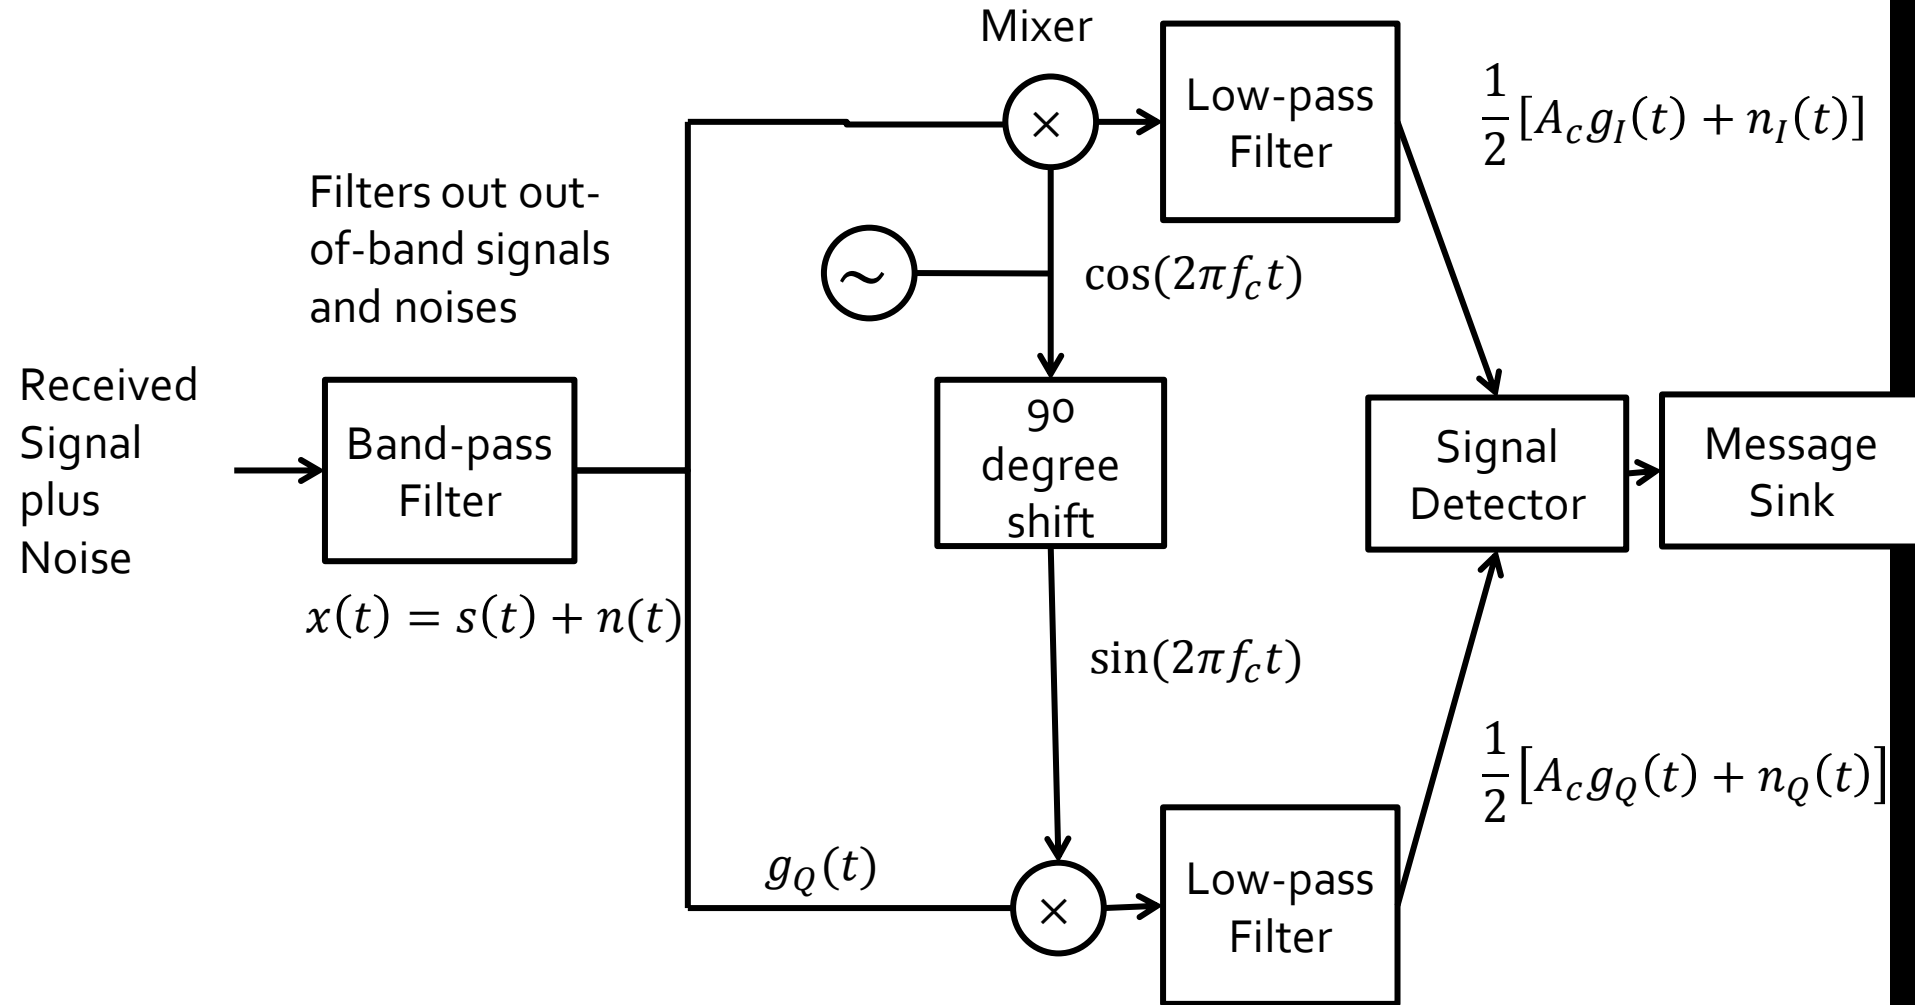 Mixer
Low-pass
Filter
×
1/2 [A_c g_I(t) + n_I(t)]
Filters out out-
of-band signals
and noises
~
cos(2πf_c t)
Received
Signal
plus
Noise
Band-pass
Filter
x(t) = s(t) + n(t)
90
degree
shift
Signal
Detector
Message
Sink
sin(2πf_c t)
1/2 [A_c g_Q(t) + n_Q(t)]
g_Q(t)
×
Low-pass
Filter